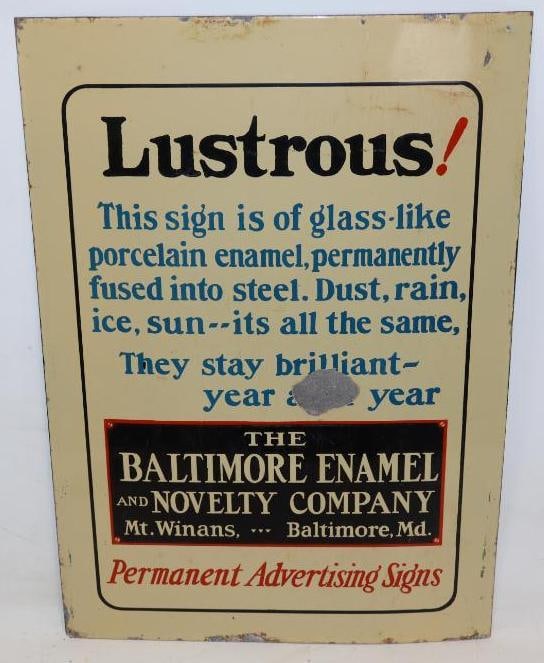 Lustrous!
This sign is of glass-like
porcelain enamel, permanently
fused into steel. Dust, rain,
ice, sun--its all the same,
They stay brilliant-
year year
THE
BALTIMORE ENAMEL
AND NOVELTY COMPANY
Mt. Winans, --- Baltimore, Md.
Permanent Advertising Signs